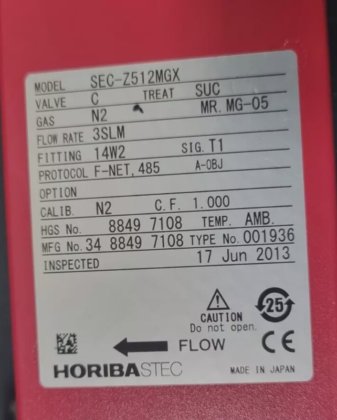 MODEL SEC-Z512MGX
VALVE C TREAT SUC
GAS N2 MR. MG-05
FLOW RATE 3SLM
FITTING 14W2 SIG. T1
PROTOCOL F-NET, 485 A-OBJ
OPTION
CALIB. N2 C.F. 1.000
HGS No. 8849 7108 TEMP. AMB.
MFG No. 34 8849 7108 TYPE No. 001936
INSPECTED 17 Jun 2013
CAUTION
Do not open.
25
FLOW
CE
HORIBASTEC MADE IN JAPAN